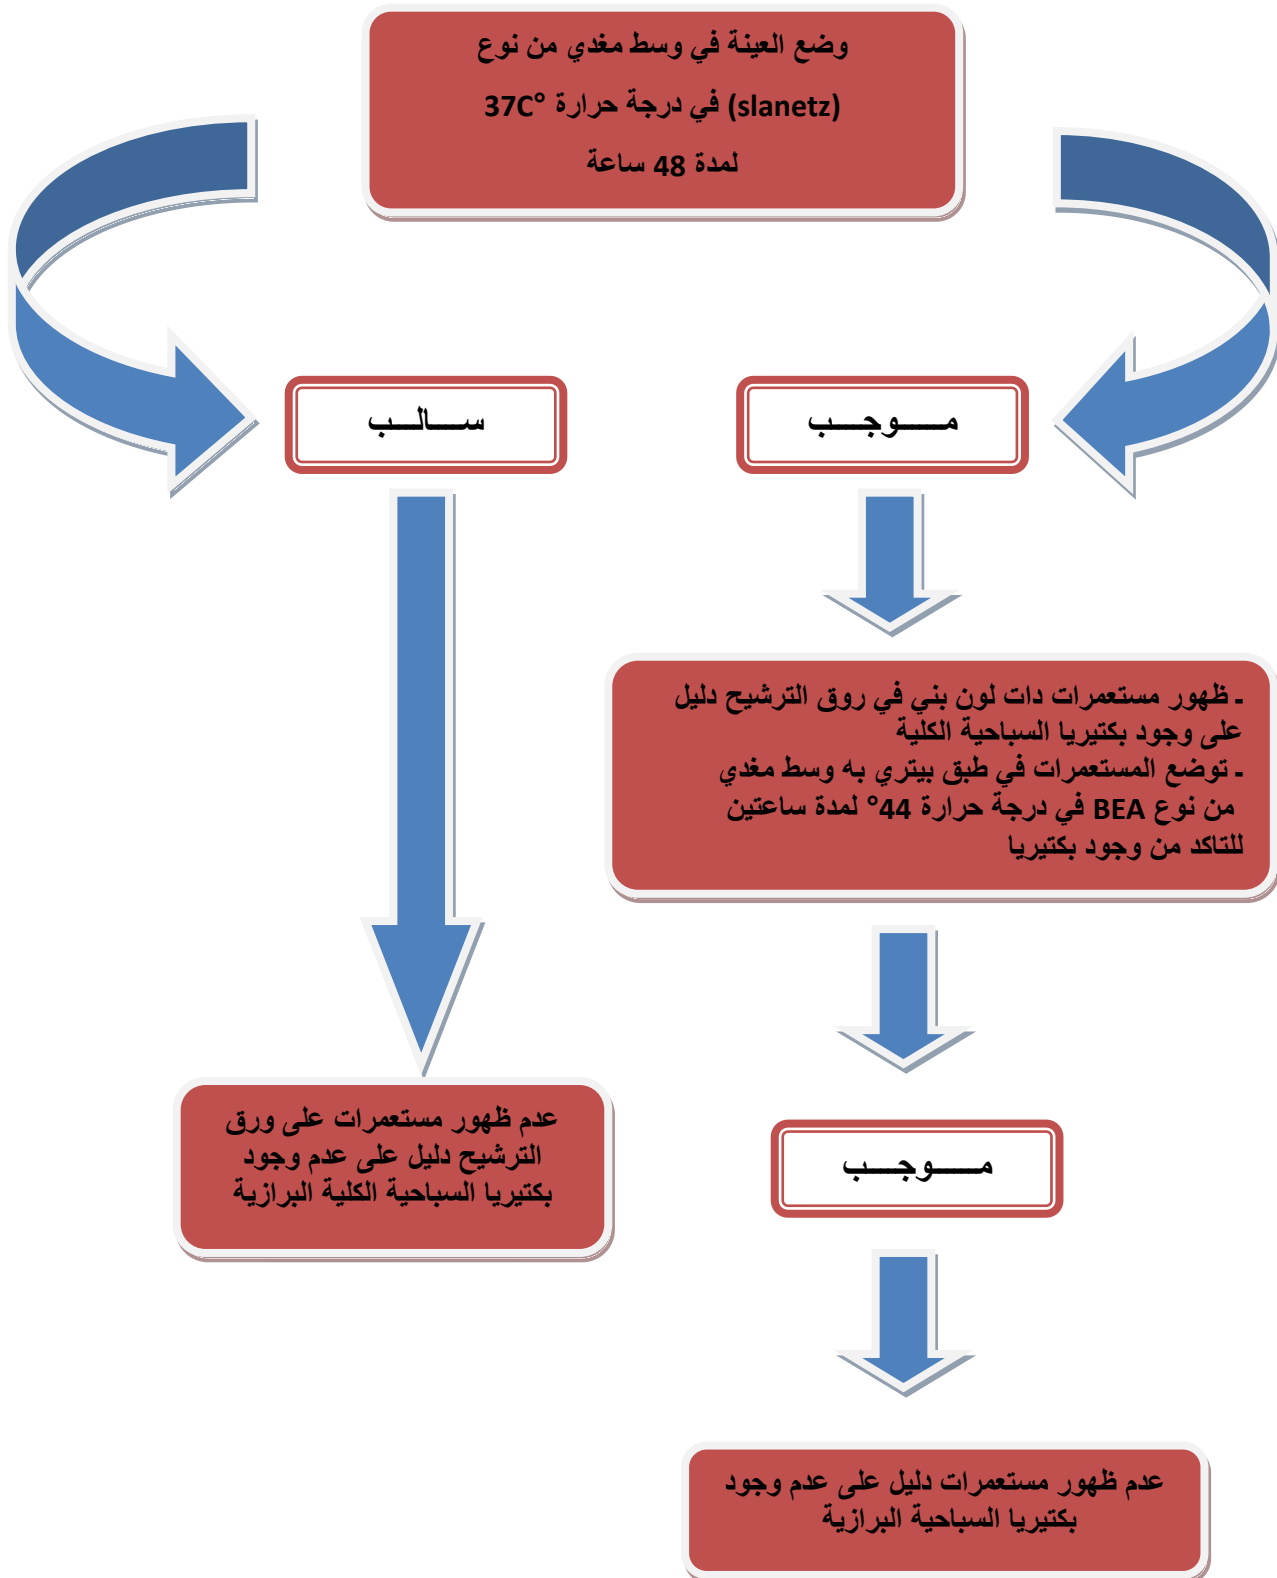 وضع العينة في وسط مغدي من نوع
(slanetz) في درجة حرارة 37C°
لمدة 48 ساعة
مـــــوجـــب
ســـالـــب
ـ ظهور مستعمرات دات لون بني في روق الترشيح دليل
على وجود بكتيريا السباحية الكلية
ـ توضع المستعمرات في طبق بيتري به وسط مغدي
من نوع BEA في درجة حرارة 44° لمدة ساعتين
للتاكد من وجود بكتيريا
عدم ظهور مستعمرات على ورق
الترشيح دليل على عدم وجود
بكتيريا السباحية الكلية البرازية
مـــــوجـــب
عدم ظهور مستعمرات دليل على عدم وجود
بكتيريا السباحية البرازية